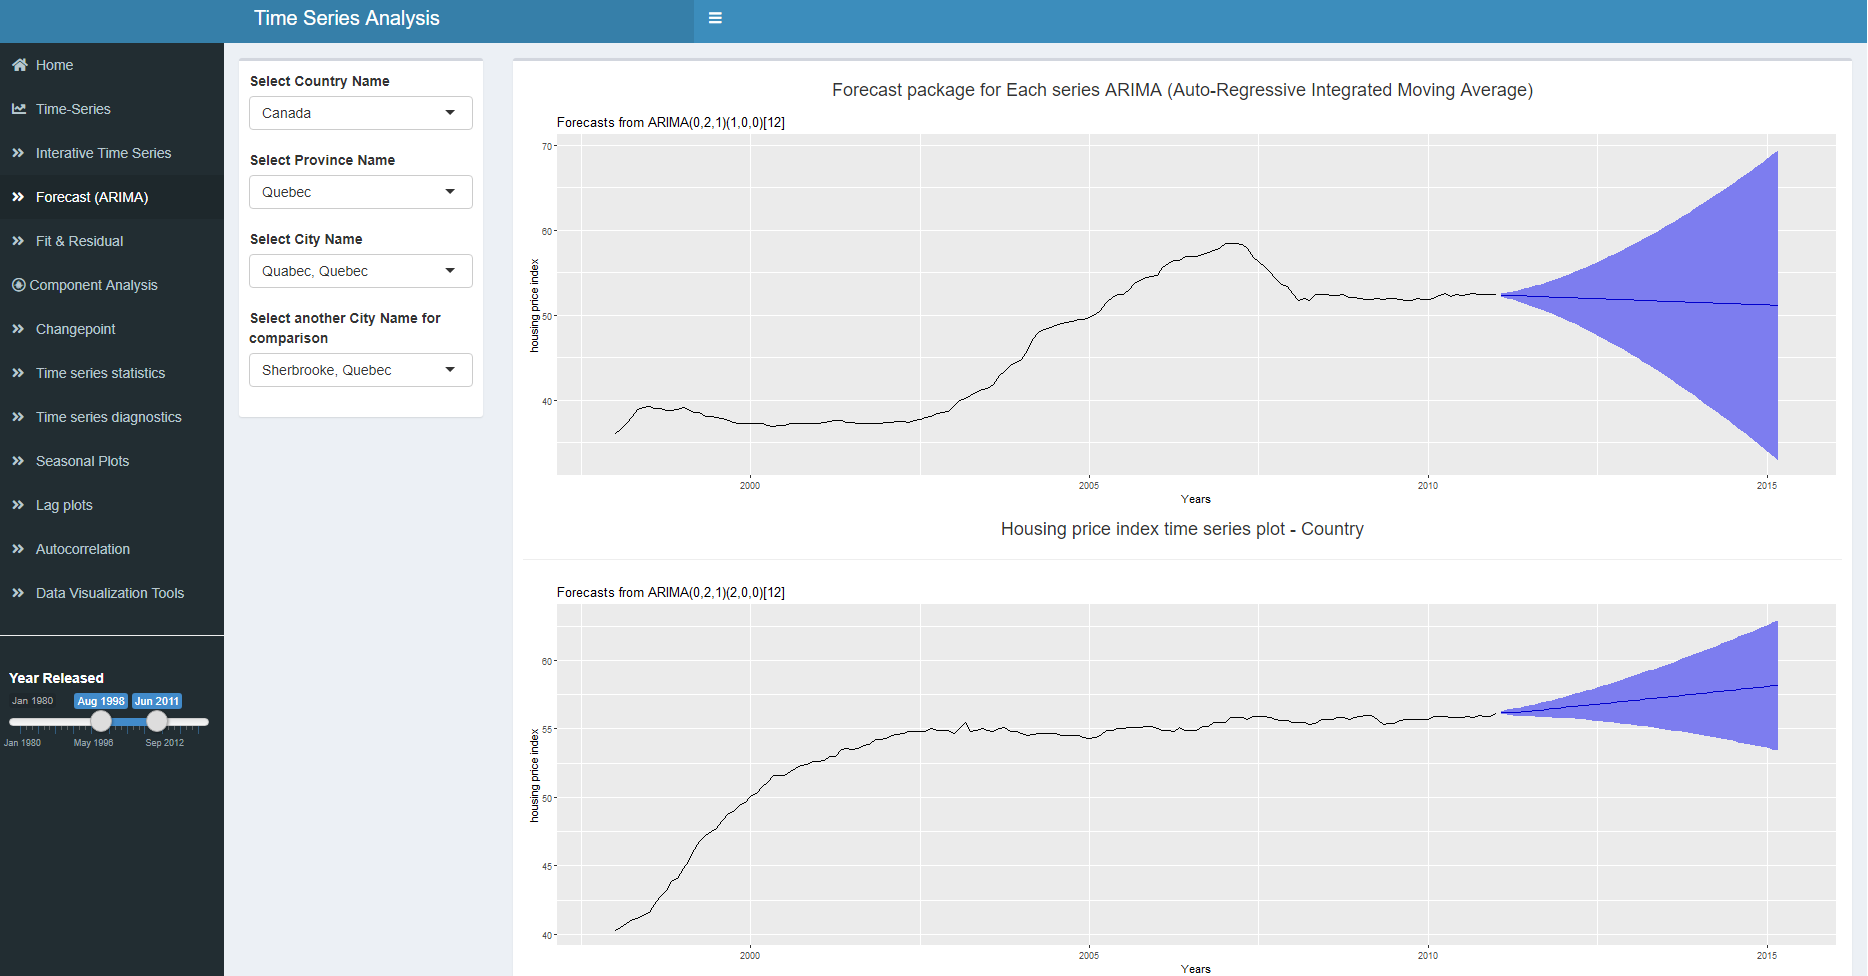 Time Series Analysis
Home
Time-Series
Interative Time Series
Forecast (ARIMA)
Fit & Residual
Component Analysis
Changepoint
Time series statistics
Time series diagnostics
Seasonal Plots
Lag plots
Autocorrelation
Data Visualization Tools
Year Released
Jan 1980
Aug 1998
Jun 2011
Jan 1980
May 1996
Sep 2012
Select Country Name
Canada
Select Province Name
Quebec
Select City Name
Quabec, Quebec
Select another City Name for
comparison
Sherbrooke, Quebec
Forecast package for Each series ARIMA (Auto-Regressive Integrated Moving Average)
Forecasts from ARIMA(0,2,1)(1,0,0)[12]
housing price index
70
60
50
40
2000
2005
2010
2015
Years
Housing price index time series plot - Country
Forecasts from ARIMA(0,2,1)(2,0,0)[12]
housing price index
60
55
50
45
40
2000
2005
2010
2015
Years